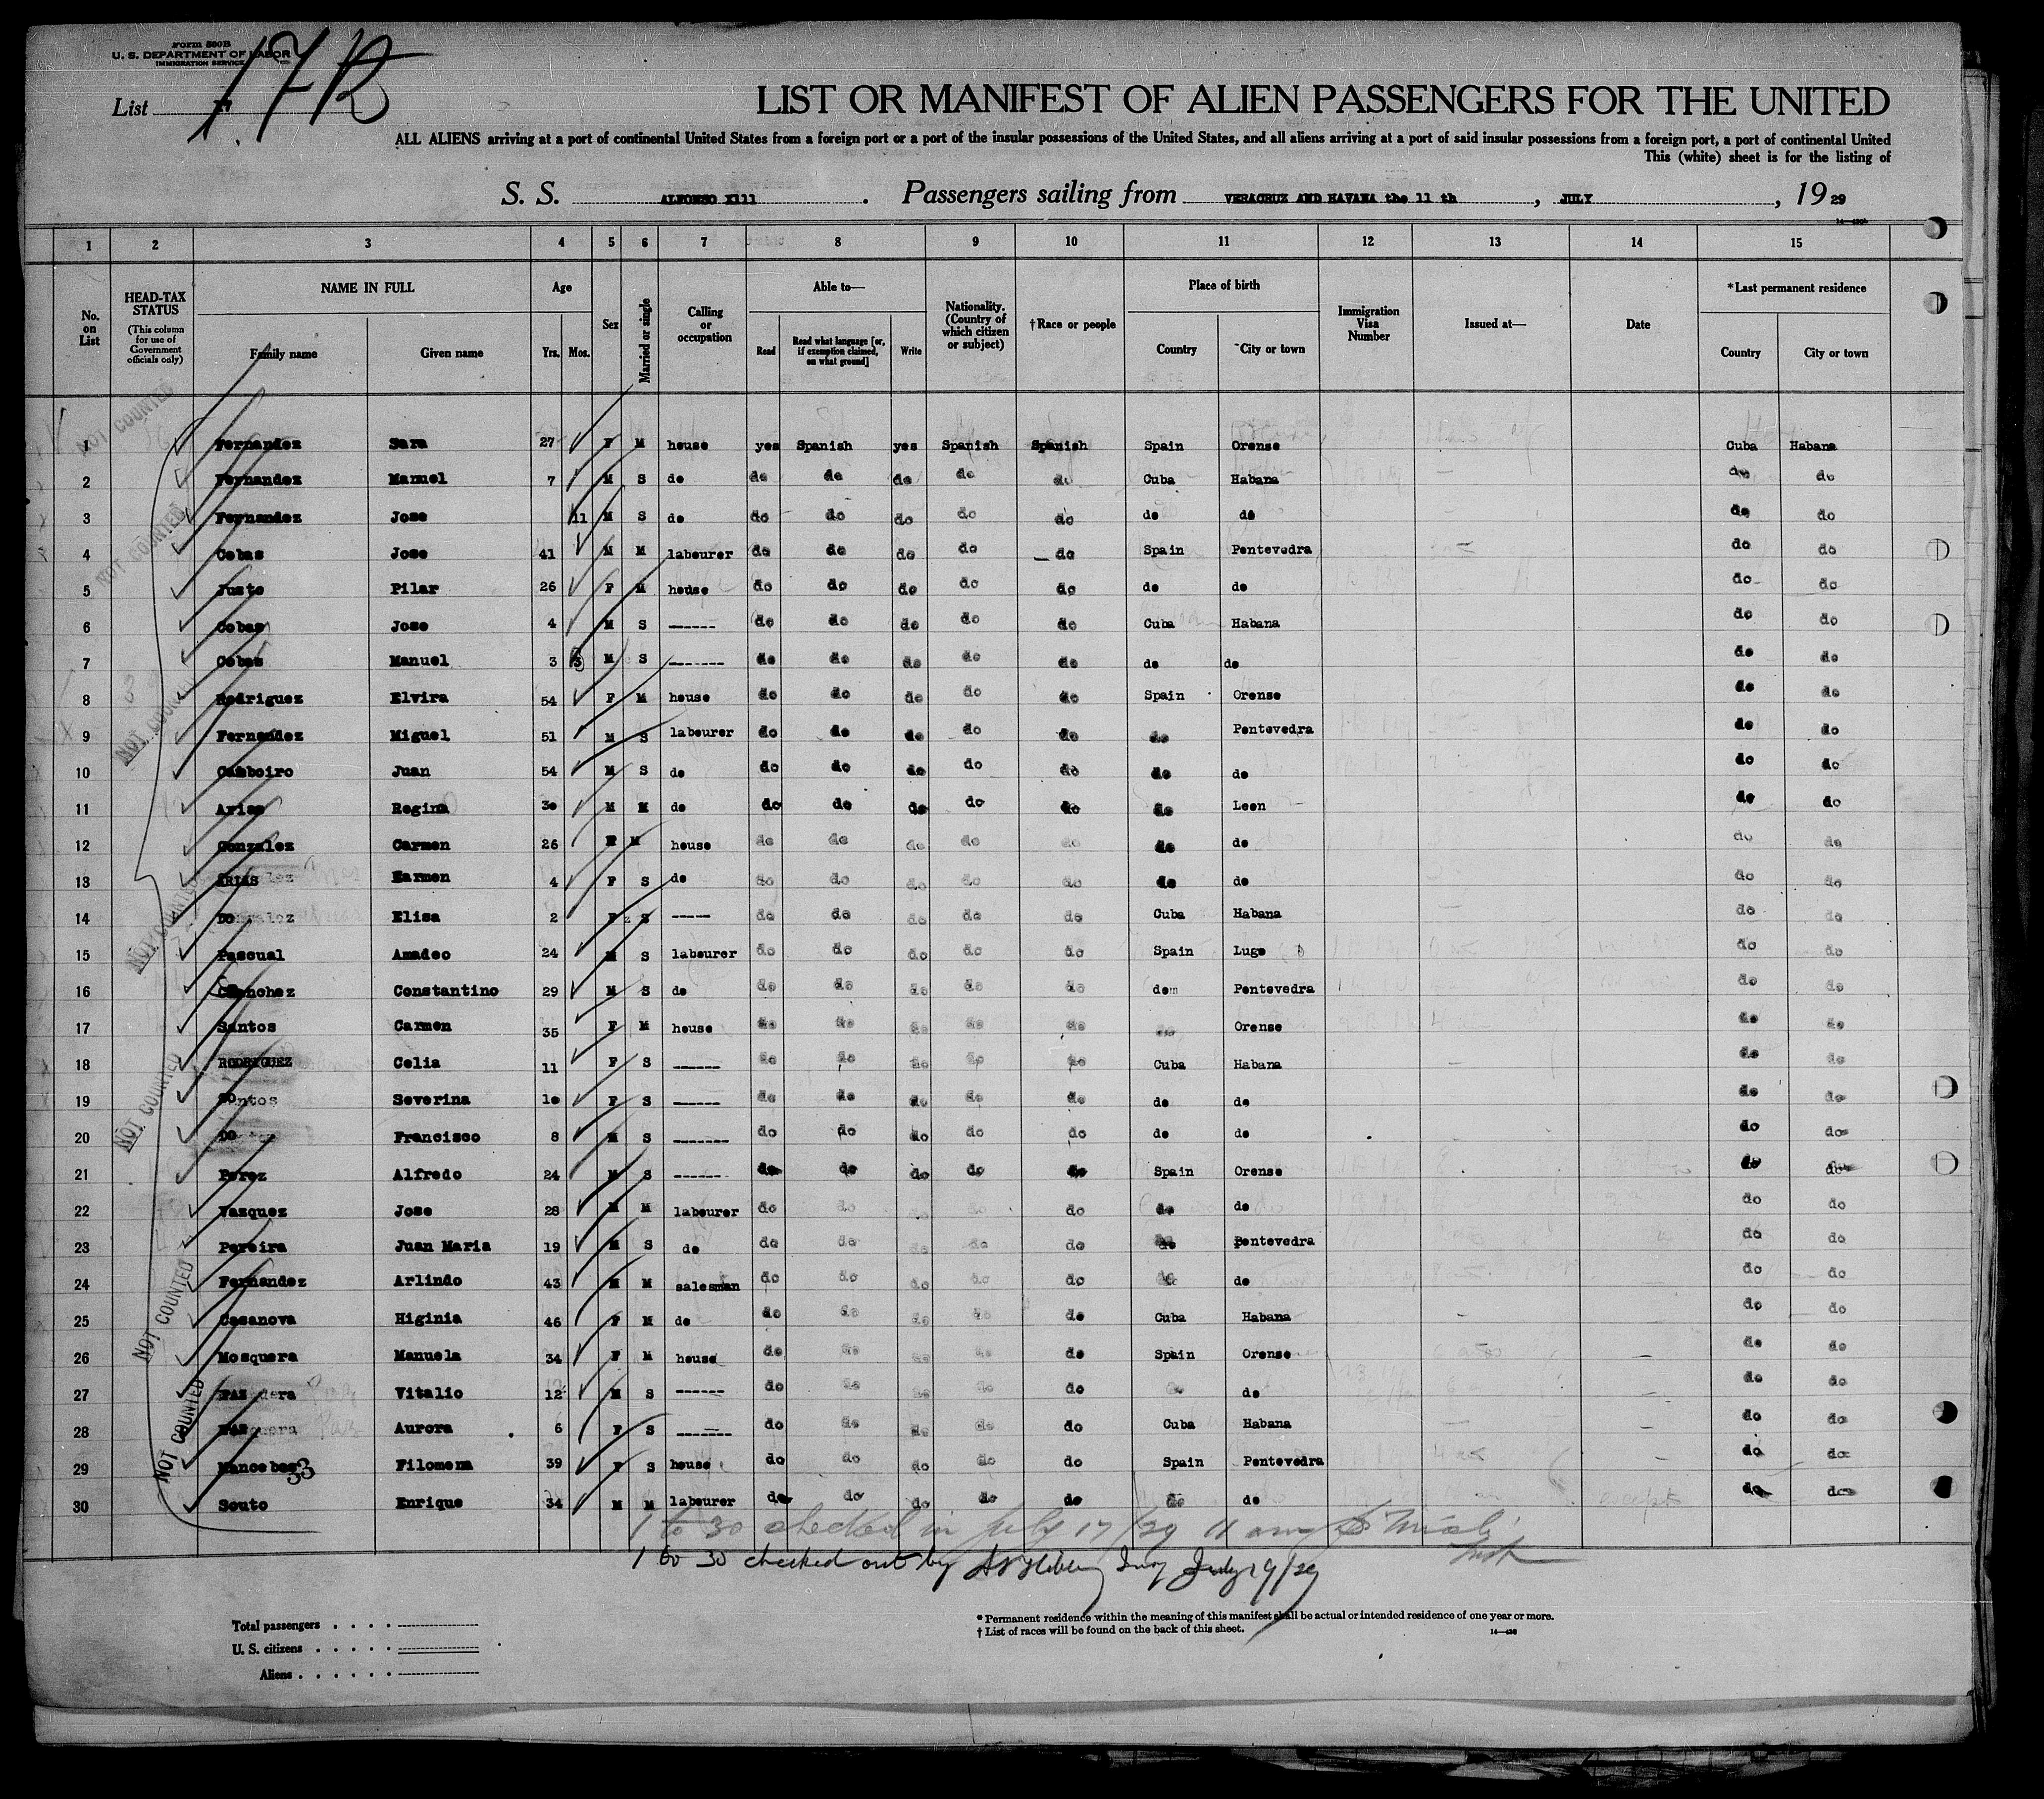 Form 500B
U. S. DEPARTMENT OF LABOR
IMMIGRATION SERVICE
17B
List
LIST OR MANIFEST OF ALIEN PASSENGERS FOR THE UNITED
ALL ALIENS arriving at a port of continental United States from a foreign port or a port of the insular possessions of the United States, and all aliens arriving at a port of said insular possessions from a foreign port, a port of continental United
This (white) sheet is for the listing of
S. S. ALFONSO XIII . Passengers sailing from VERACRUZ AND HAVANA the 11 th , JULY , 19 29
1 2 3 4 5 6 7 8 9 10 11 12 13 14 15
No. on List HEAD-TAX STATUS (This column for use of Government officials only) NAME IN FULL Family name Given name Age Yrs. Mos. Sex Married or single Calling or occupation Able to— Read Read what language [or, if exemption claimed, on what ground] Write Nationality. (Country of which citizen or subject) †Race or people Place of birth Country City or town Immigration Visa Number Issued at— Date *Last permanent residence Country City or town
1 Fernandez Sara 27 F M house yes Spanish yes Spanish Spanish Spain Orense Cuba Habana
2 Fernandez Manuel 7 M S do do do do do do Cuba Habana do do
3 Fernandez Jose 11 M S do do do do do do do do do do
4 Cobas Jose 41 M M labourer do do do do do Spain Pontevedra do do
5 Justo Pilar 26 F M house do do do do do do do do do
6 Cobas Jose 4 M S ------ do do do do do Cuba Habana do do
7 Cobas Manuel 3 3 M S ------- do do do do do do do do do
8 Rodriguez Elvira 54 F M house do do do do do Spain Orense do do
9 Fernandez Miguel 51 M S labourer do do do do do do Pontevedra do do
10 Camboiro Juan 54 M S do do do do do do do do do do
11 Arias Regino 30 M M do do do do do do do Leon do do
12 Gonzalez Carmen 26 F M house do do do do do do do do do
13 ARIAS Karmen 4 F S do do do do do do do do do do
14 DO Elisa 2 F S ----- do do do do do Cuba Habana do do
15 Pascual Amadeo 24 M S labourer do do do do do Spain Lugo do do
16 Constantino 29 M S do do do do do do do Pontevedra do do
17 Santos Carmen 35 F M house do do do do do do Orense do do
18 RODRIGUEZ Celia 11 F S ------ do do do do do Cuba Habana do do
19 DO Severina 10 F S ------ do do do do do do do do do
20 DO Francisco 8 M S ------- do do do do do do do do do
21 Perez Alfredo 24 M S ------ do do do do do Spain Orense do do
22 Vazquez Jose 28 M M labourer do do do do do do do do do
23 Pereira Juan Maria 19 M S do do do do do do do Pontevedra do do
24 Fernandez Arlindo 43 M M salesman do do do do do do do do do
25 Casanova Higinia 46 F M do do do do do do Cuba Habana do do
26 Mosquera Manuela 34 F M house do do do do do Spain Orense do do
27 PAZ Vitalio 12 M S ------ do do do do do do do do do
28 PAZ Aurora 6 F S ------- do do do do do Cuba Habana do do
29 Mancebo Filomena 39 F S house do do do do do Spain Pontevedra do do
30 Souto Enrique 34 M M labourer do do do do do do do do do
NOT COUNTED
NOT COUNTED
NOT COUNTED
NOT COUNTED
NOT COUNTED
NOT COUNTED
NOT COUNTED
33
1 to 30 checked in July 17/29 11 am
1 to 30 checked out by July 19/29
Total passengers
U. S. citizens
Aliens
* Permanent residence within the meaning of this manifest shall be actual or intended residence of one year or more.
† List of races will be found on the back of this sheet.